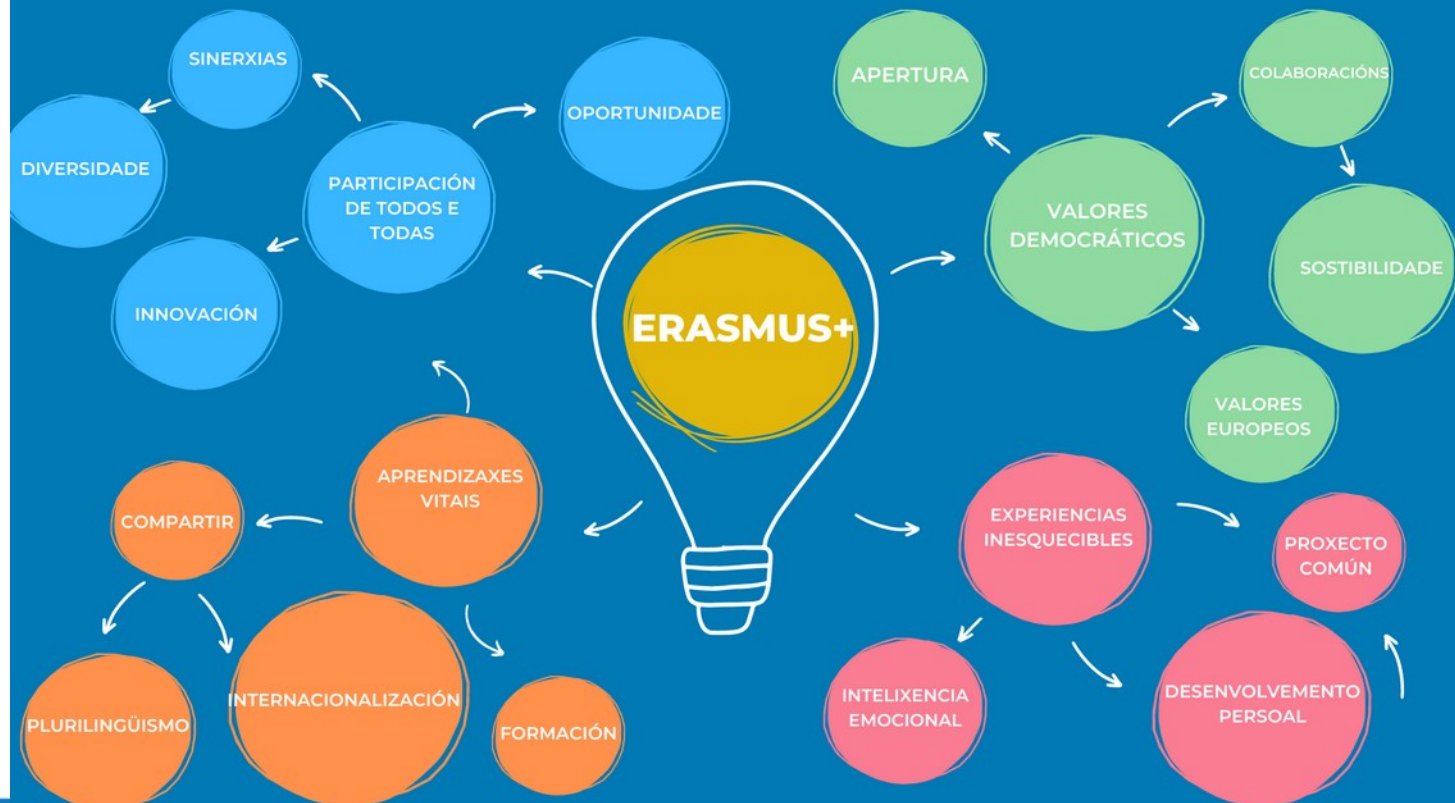 SINERXIAS
DIVERSIDADE
PARTICIPACIÓN
DE TODOS E
TODAS
OPORTUNIDADE
INNOVACIÓN
ERASMUS+
APERTURA
COLABORACIÓNS
VALORES
DEMOCRÁTICOS
SOSTIBILIDADE
VALORES
EUROPEOS
APRENDIZAXES
VITAIS
COMPARTIR
PLURILINGÜISMO
INTERNACIONALIZACIÓN
FORMACIÓN
EXPERIENCIAS
INESQUECIBLES
PROXECTO
COMÚN
INTELIXENCIA
EMOCIONAL
DESENVOLVEMENTO
PERSOAL